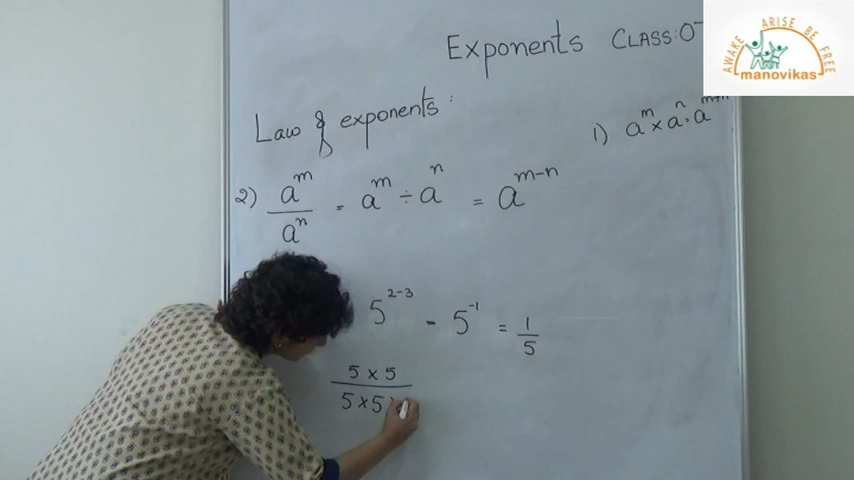 Exponents CLASS:
AWAKE ARISE BE FREE
manovikas
Law of exponents:
1) a^m × a^n = a^m+n
2) a^m/a^n = a^m ÷ a^n = a^m-n
5^2-3 = 5^-1 = 1/5
5 × 5
5 × 5